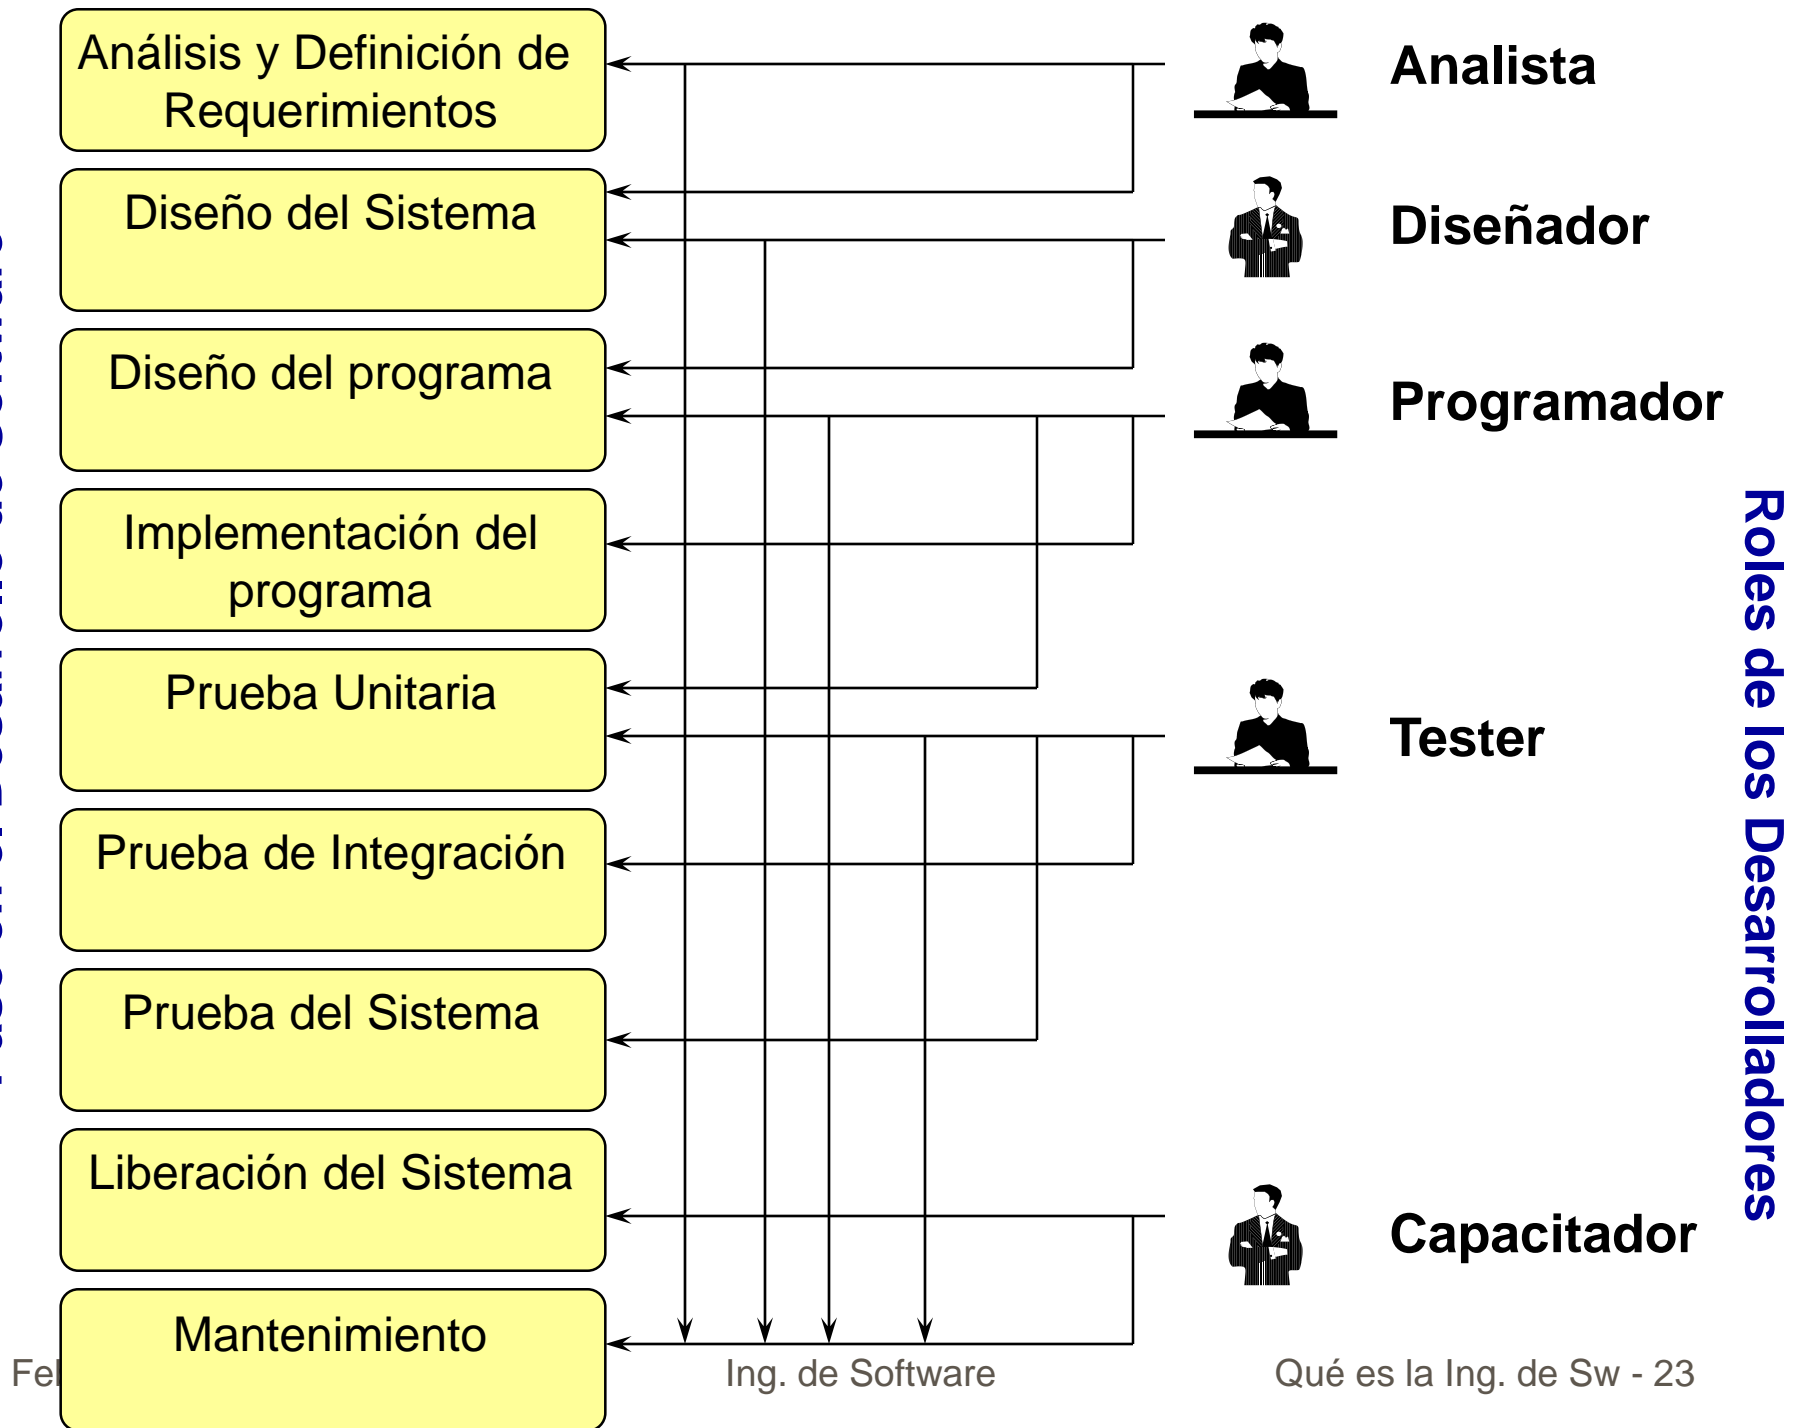 Análisis y Definición de
Requerimientos
Analista
Diseño del Sistema
Diseñador
Diseño del programa
Programador
Implementación del
programa
Prueba Unitaria
Tester
Prueba de Integración
Prueba del Sistema
Liberación del Sistema
Capacitador
Mantenimiento
Roles de los Desarrolladores
Ing. de Software
Qué es la Ing. de Sw - 23